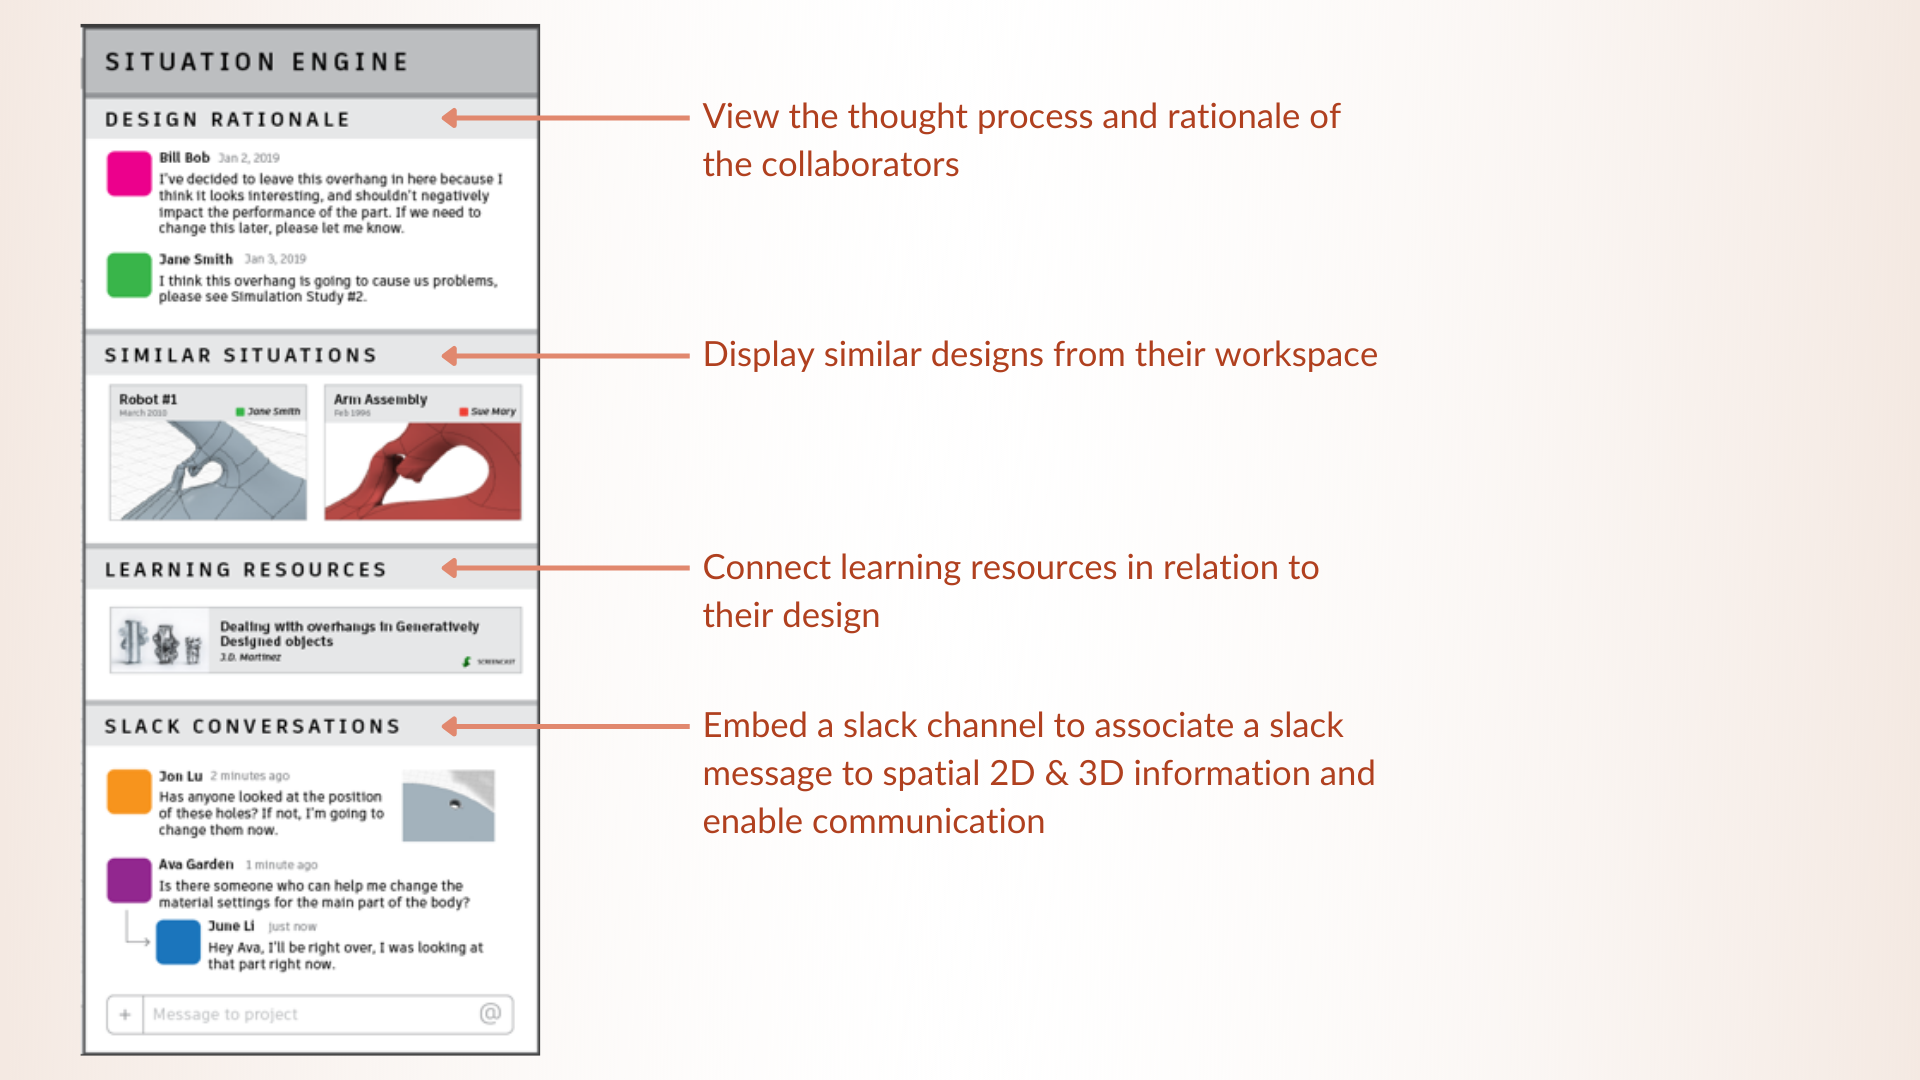 SITUATION ENGINE
DESIGN RATIONALE
Bill Bob Jan 2, 2019
I've decided to leave this overhang in here because I
think it looks interesting, and shouldn't negatively
impact the performance of the part. If we need to
change this later, please let me know.
Jane Smith Jan 3, 2019
I think this overhang is going to cause us problems,
please see Simulation Study #2.
View the thought process and rationale of
the collaborators
SIMILAR SITUATIONS
Robot #1
March 2010
Jane Smith
Arm Assembly
Feb 1996
Sue Mary
Display similar designs from their workspace
LEARNING RESOURCES
Dealing with overhangs in Generatively
Designed objects
J.D. Martinez
SCREENCAST
Connect learning resources in relation to
their design
SLACK CONVERSATIONS
Jon Lu 2 minutes ago
Has anyone looked at the position
of these holes? If not, I'm going to
change them now.
Ava Garden 1 minute ago
Is there someone who can help me change the
material settings for the main part of the body?
June Li just now
Hey Ava, I'll be right over, I was looking at
that part right now.
+ Message to project @
Embed a slack channel to associate a slack
message to spatial 2D & 3D information and
enable communication